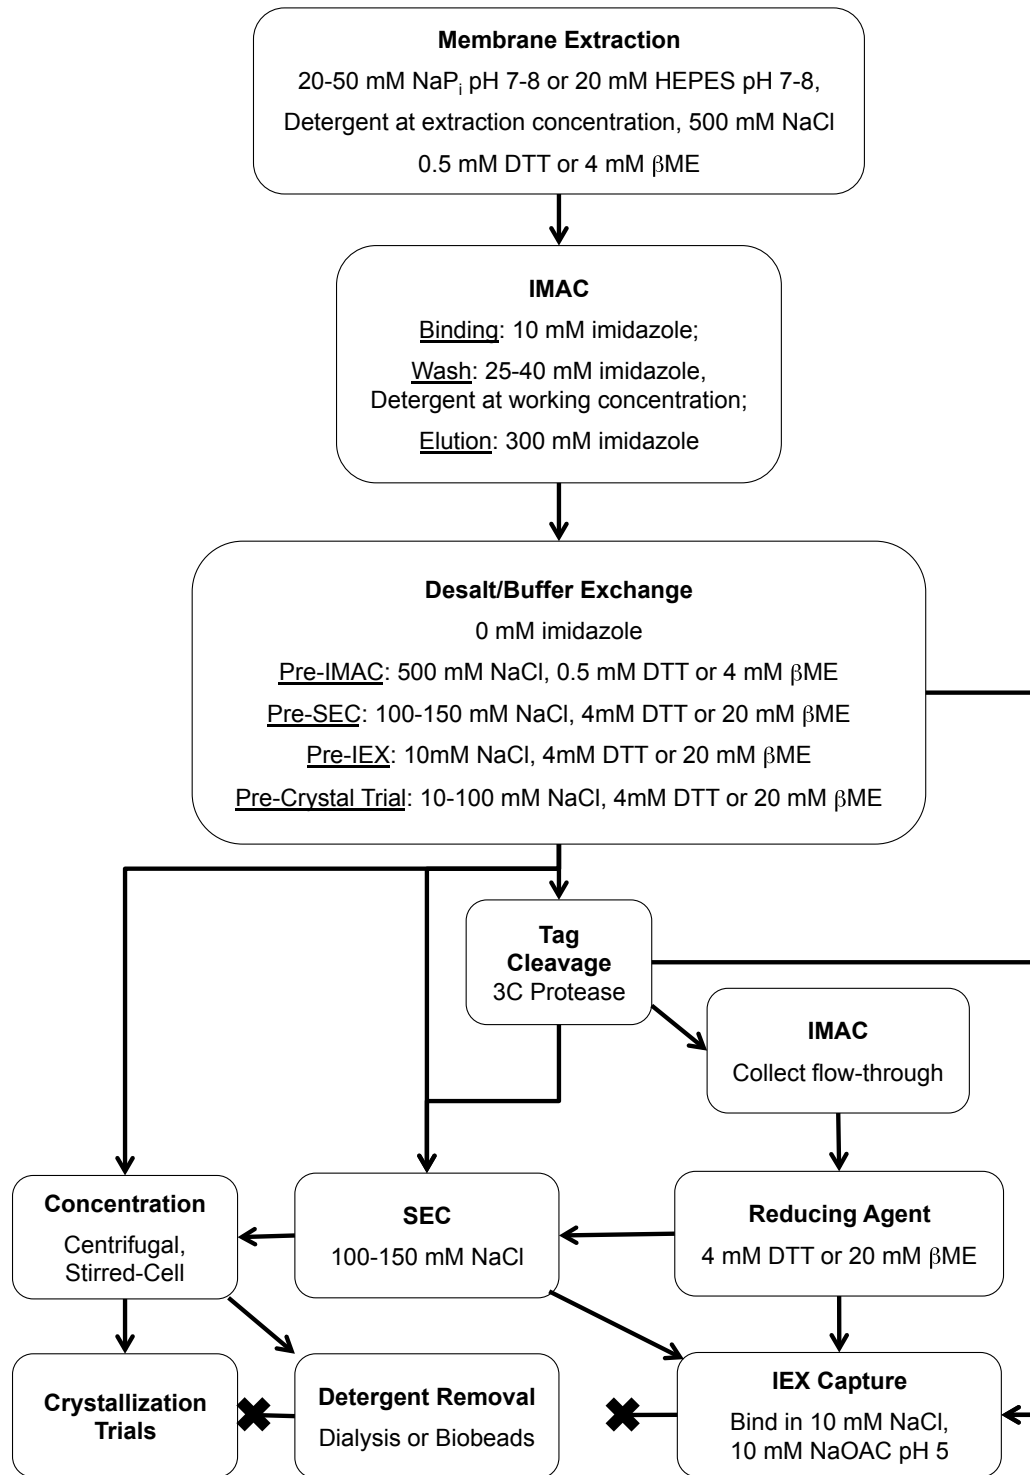 Membrane Extraction
20-50 mM NaPi pH 7-8 or 20 mM HEPES pH 7-8,
Detergent at extraction concentration, 500 mM NaCl
0.5 mM DTT or 4 mM βME
IMAC
Binding: 10 mM imidazole;
Wash: 25-40 mM imidazole,
Detergent at working concentration;
Elution: 300 mM imidazole
Desalt/Buffer Exchange
0 mM imidazole
Pre-IMAC: 500 mM NaCl, 0.5 mM DTT or 4 mM βME
Pre-SEC: 100-150 mM NaCl, 4mM DTT or 20 mM βME
Pre-IEX: 10mM NaCl, 4mM DTT or 20 mM βME
Pre-Crystal Trial: 10-100 mM NaCl, 4mM DTT or 20 mM βME
Tag
Cleavage
3C Protease
IMAC
Collect flow-through
Concentration
Centrifugal,
Stirred-Cell
SEC
100-150 mM NaCl
Reducing Agent
4 mM DTT or 20 mM βME
Crystallization
Trials
Detergent Removal
Dialysis or Biobeads
IEX Capture
Bind in 10 mM NaCl,
10 mM NaOAC pH 5